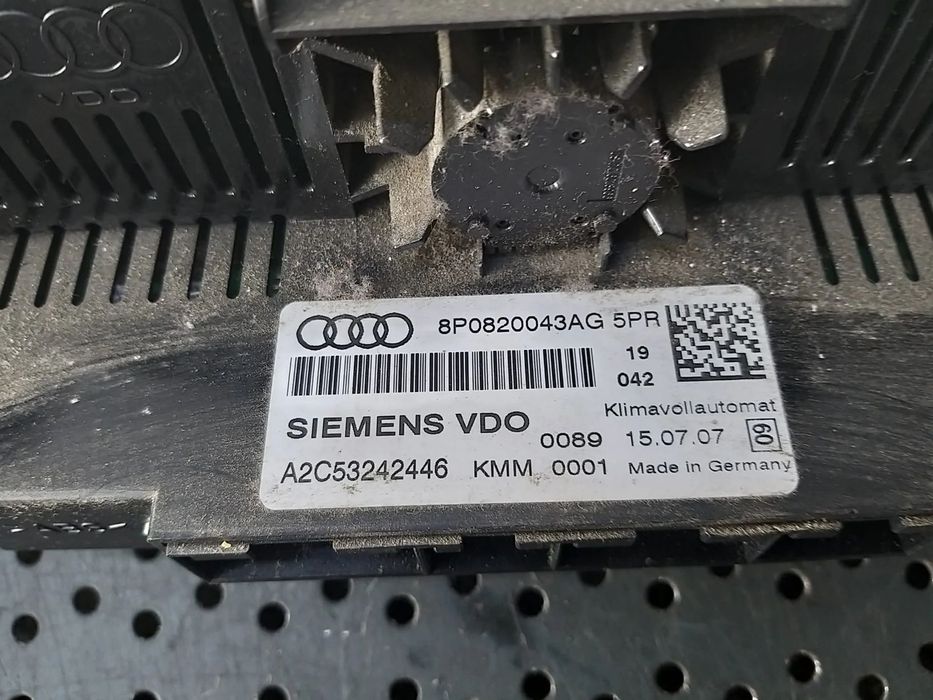 VDO
8P0820043AG 5PR
19
042
Klimavollautomat
SIEMENS VDO
0089 15.07.07 60
A2C53242446 KMM 0001 Made in Germany
>ABS<